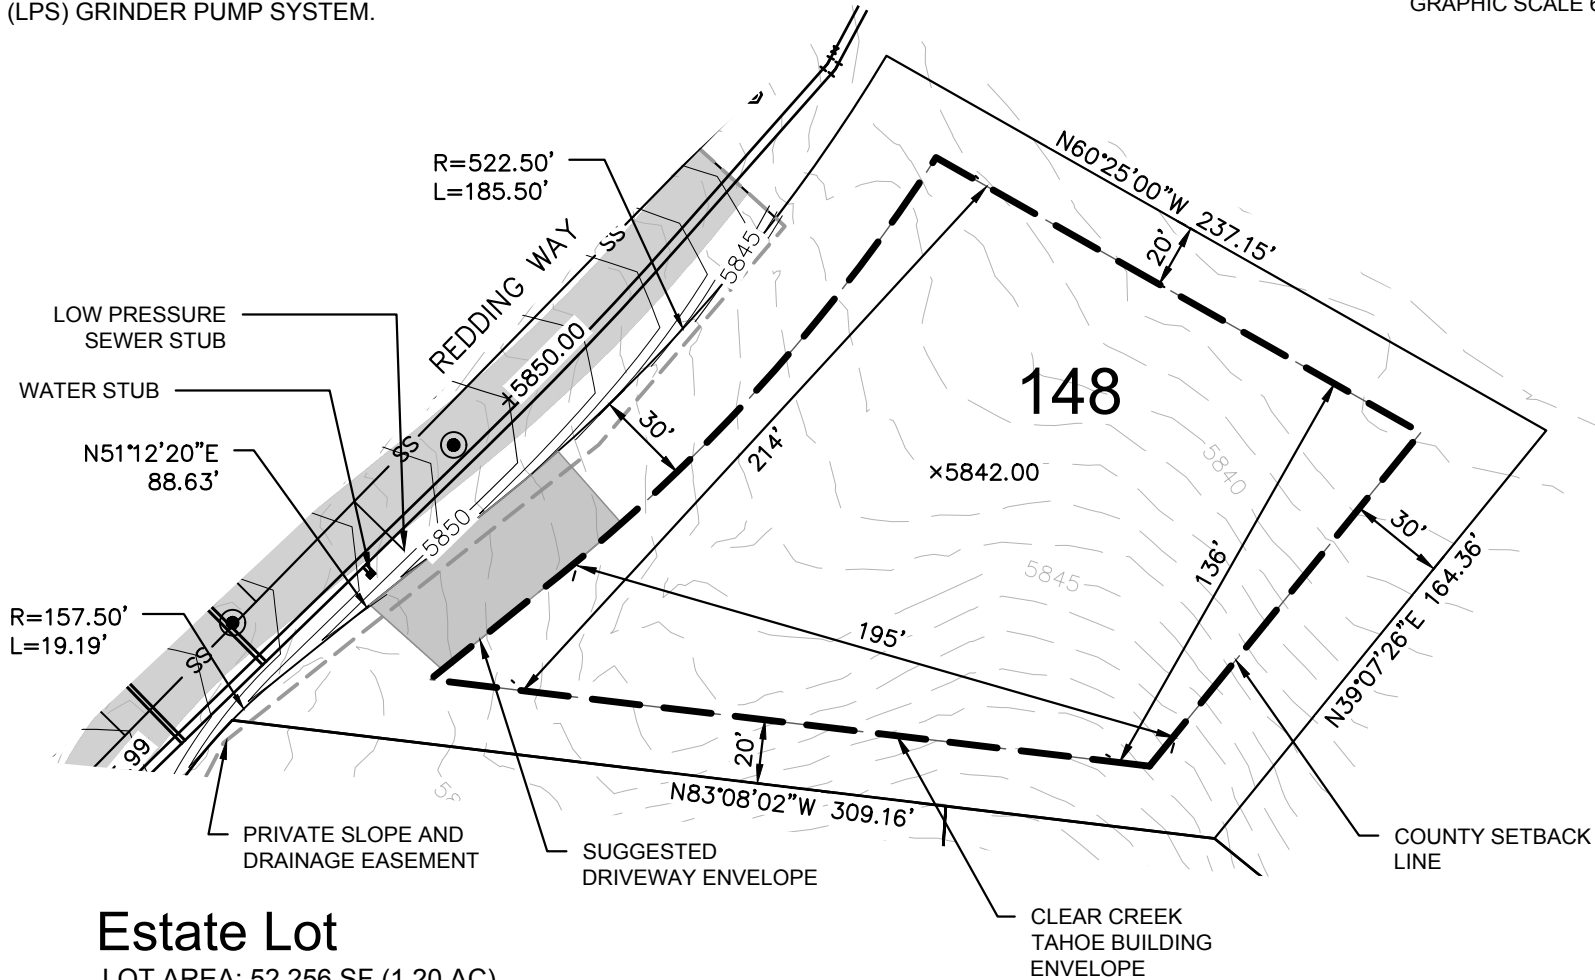 (LPS) GRINDER PUMP SYSTEM.
GRAPHIC SCALE
R=522.50'
L=185.50'
N60°25'00"W 237.15'
20'
REDDING WAY
SS
5845
LOW PRESSURE
SEWER STUB
5850.00
148
WATER STUB
30'
SS
214'
×5842.00
5840
N51°12'20"E
88.63'
5850
5845
136'
30'
N39°07'26"E 164.36'
R=157.50'
L=19.19'
SS
195'
20'
99
58
N83°08'02"W 309.16'
PRIVATE SLOPE AND
DRAINAGE EASEMENT
SUGGESTED
DRIVEWAY ENVELOPE
COUNTY SETBACK
LINE
CLEAR CREEK
TAHOE BUILDING
ENVELOPE
Estate Lot
LOT AREA: 52,256 SF (1.20 AC)